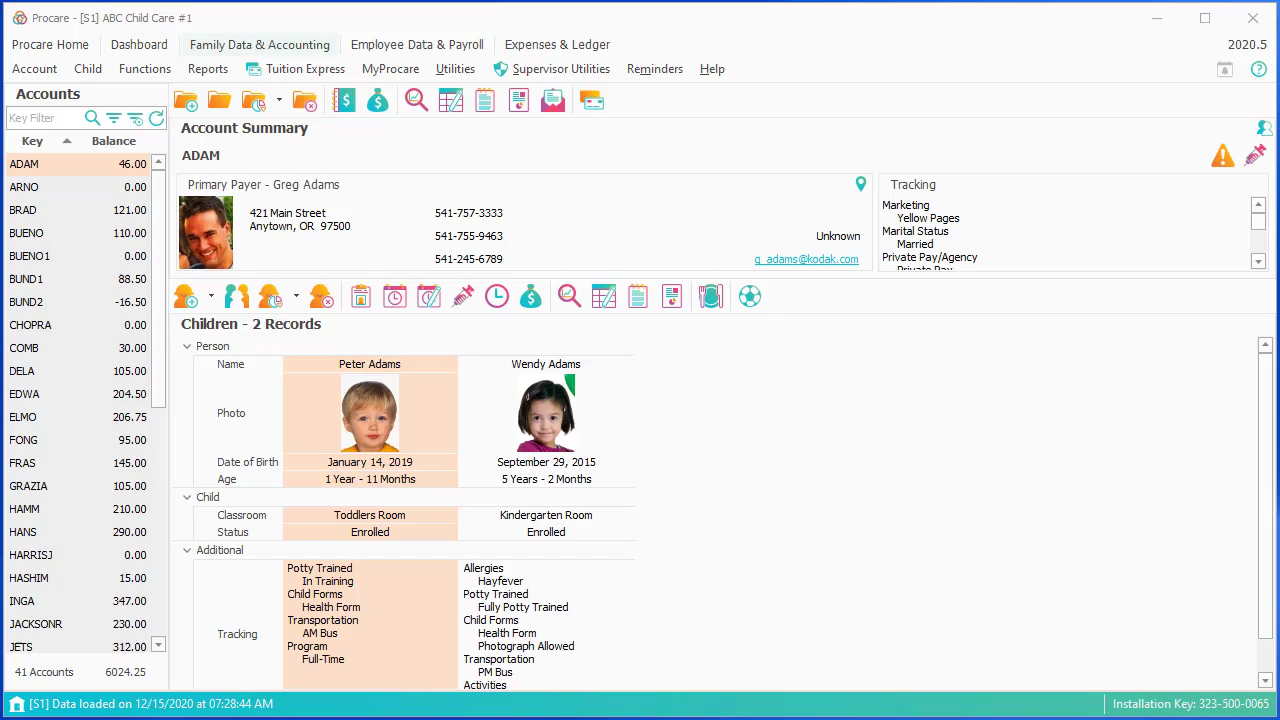 Procare - [S1] ABC Child Care #1
Procare Home
Dashboard
Family Data & Accounting
Employee Data & Payroll
Expenses & Ledger
2020.5
Account
Child
Functions
Reports
Tuition Express
MyProcare
Utilities
Supervisor Utilities
Reminders
Help
Accounts
Key Filter
Key
Balance
ADAM 46.00
ARNO 0.00
BRAD 121.00
BUENO 110.00
BUENO1 0.00
BUND1 88.50
BUND2 -16.50
CHOPRA 0.00
COMB 30.00
DELA 105.00
EDWA 204.50
ELMO 206.75
FONG 95.00
FRAS 145.00
GRAZIA 105.00
HAMM 210.00
HANS 290.00
HARRISJ 0.00
HASHIM 15.00
INGA 347.00
JACKSONR 230.00
JETS 312.00
41 Accounts 6024.25
Account Summary
ADAM
Primary Payer - Greg Adams
421 Main Street
Anytown, OR 97500
541-757-3333
541-755-9463
541-245-6789
Unknown
g_adams@kodak.com
Tracking
Marketing
Yellow Pages
Marital Status
Married
Private Pay/Agency
Private Pay
Children - 2 Records
Person
Name Peter Adams Wendy Adams
Photo
Date of Birth January 14, 2019 September 29, 2015
Age 1 Year - 11 Months 5 Years - 2 Months
Child
Classroom Toddlers Room Kindergarten Room
Status Enrolled Enrolled
Additional
Tracking
Potty Trained
In Training
Child Forms
Health Form
Transportation
AM Bus
Program
Full-Time
Allergies
Hayfever
Potty Trained
Fully Potty Trained
Child Forms
Health Form
Photograph Allowed
Transportation
PM Bus
Activities
[S1] Data loaded on 12/15/2020 at 07:28:44 AM
Installation Key: 323-500-0065